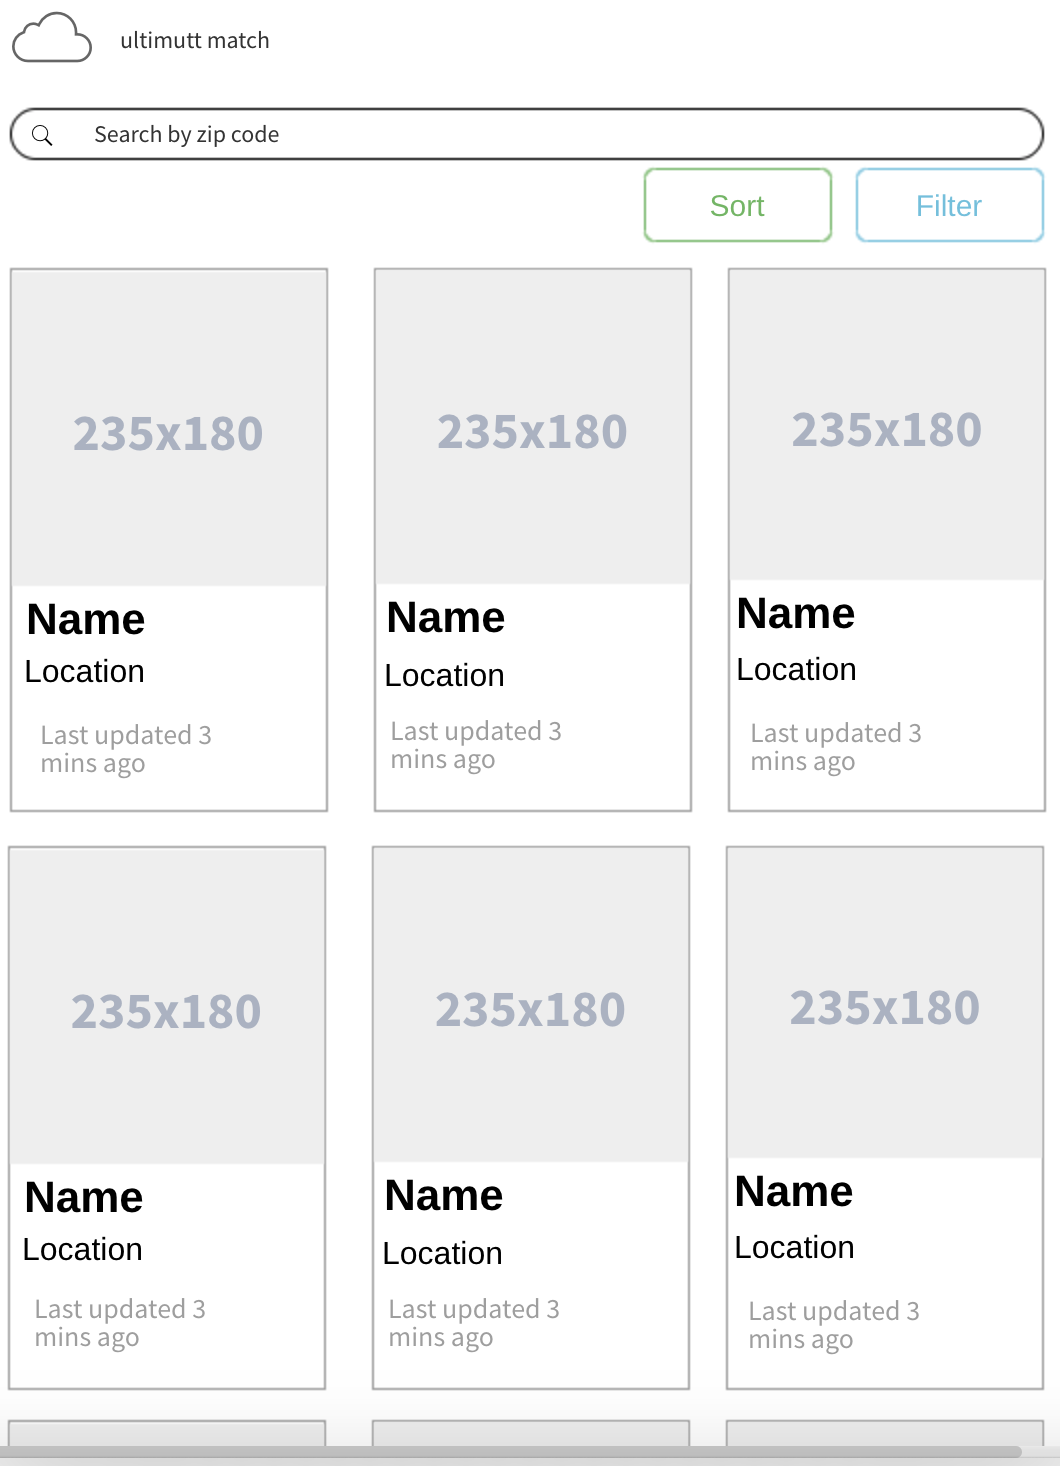 ultimutt match
Search by zip code
Sort
Filter
235x180
235x180
235x180
Name
Name
Name
Location
Location
Location
Last updated 3
mins ago
Last updated 3
mins ago
Last updated 3
mins ago
235x180
235x180
235x180
Name
Name
Name
Location
Location
Location
Last updated 3
mins ago
Last updated 3
mins ago
Last updated 3
mins ago